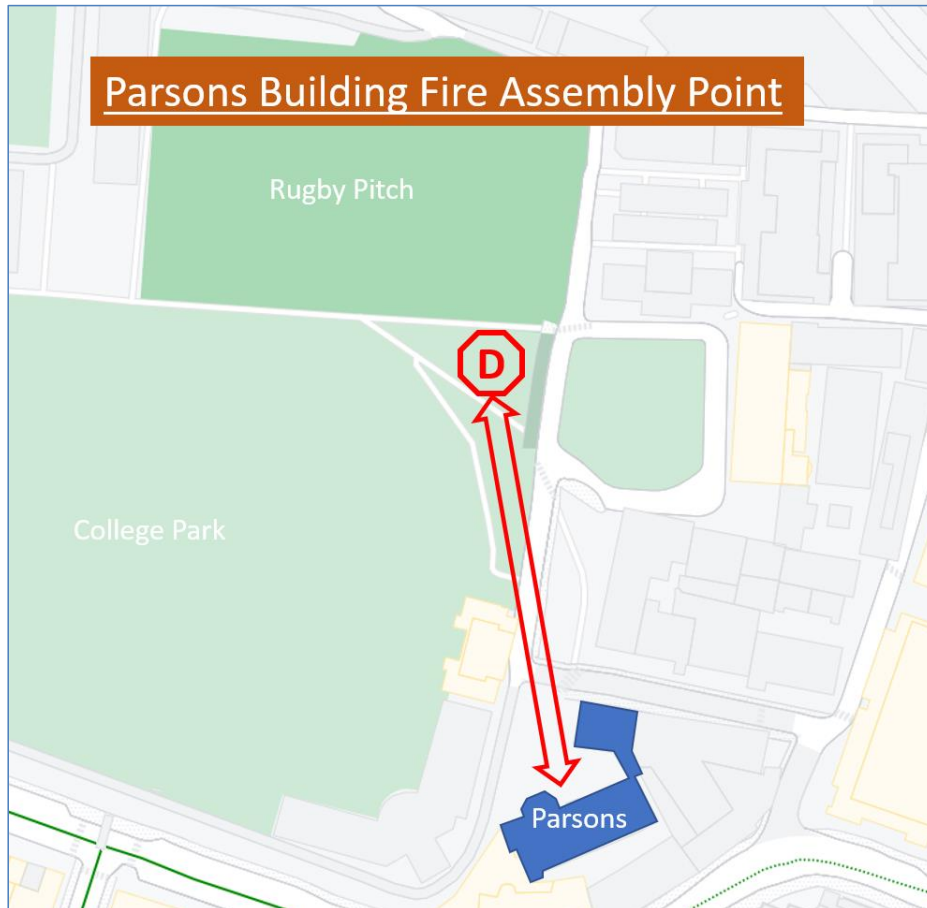 Parsons Building Fire Assembly Point
Rugby Pitch
D
College Park
Parsons